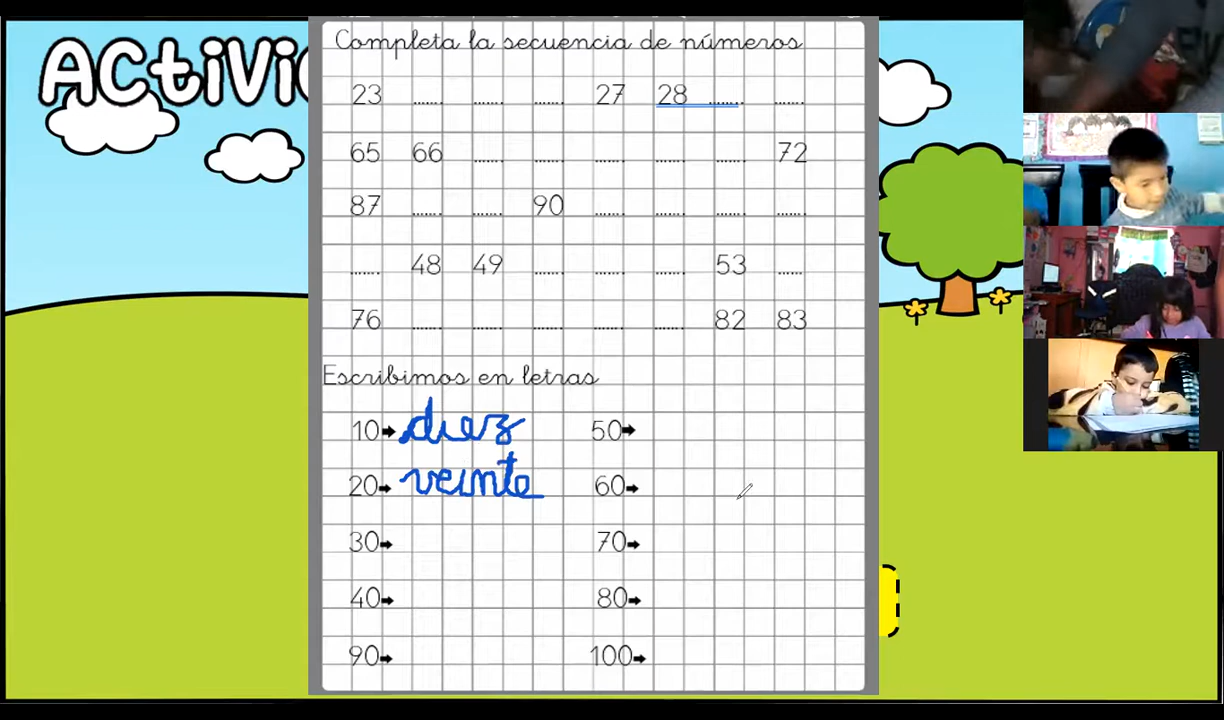 ACtiVi
Completa la secuencia de números
23 ...... ...... ...... 27 28 ...... ......
65 66 ...... ...... ...... ...... ...... 72
87 ...... ...... 90 ...... ...... ...... ......
...... 48 49 ...... ...... ...... 53 ......
76 ...... ...... ...... ...... ...... 82 83
Escribimos en letras
10➡ diez 50➡
20➡ veinte 60➡
30➡ 70➡
40➡ 80➡
90➡ 100➡